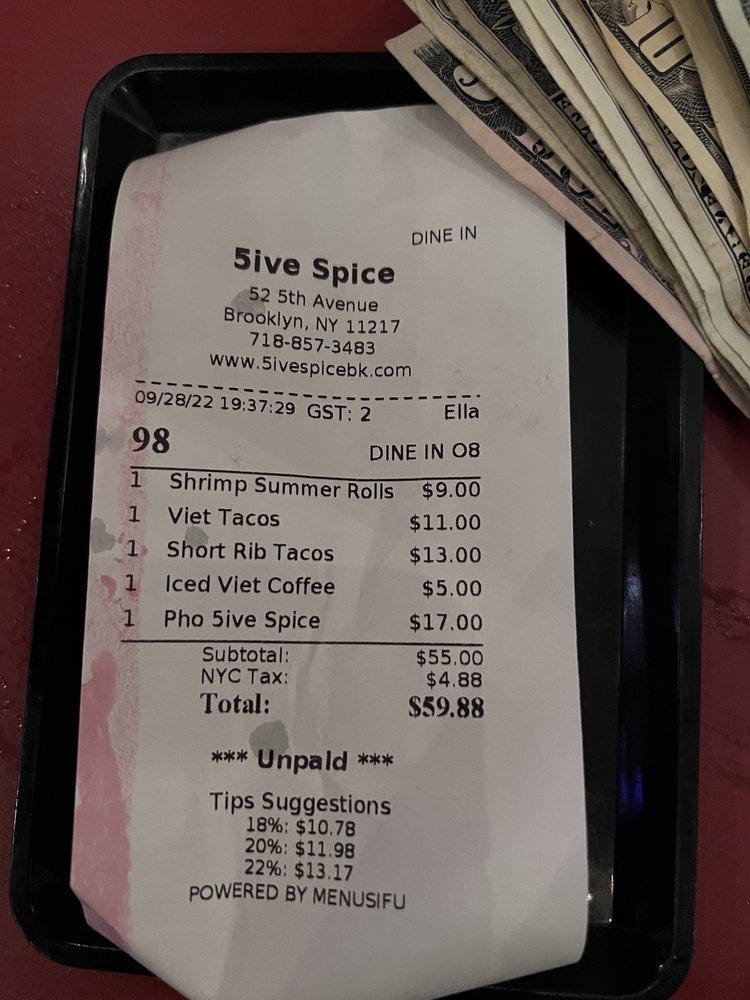 DINE IN
5ive Spice
52 5th Avenue
Brooklyn, NY 11217
718-857-3483
www.5ivespicebk.com
09/28/22 19:37:29 GST: 2 Ella
98 DINE IN O8
1 Shrimp Summer Rolls $9.00
1 Viet Tacos $11.00
1 Short Rib Tacos $13.00
1 Iced Viet Coffee $5.00
1 Pho 5ive Spice $17.00
Subtotal: $55.00
NYC Tax: $4.88
Total: $59.88
*** Unpaid ***
Tips Suggestions
18%: $10.78
20%: $11.98
22%: $13.17
POWERED BY MENUSIFU
10
5